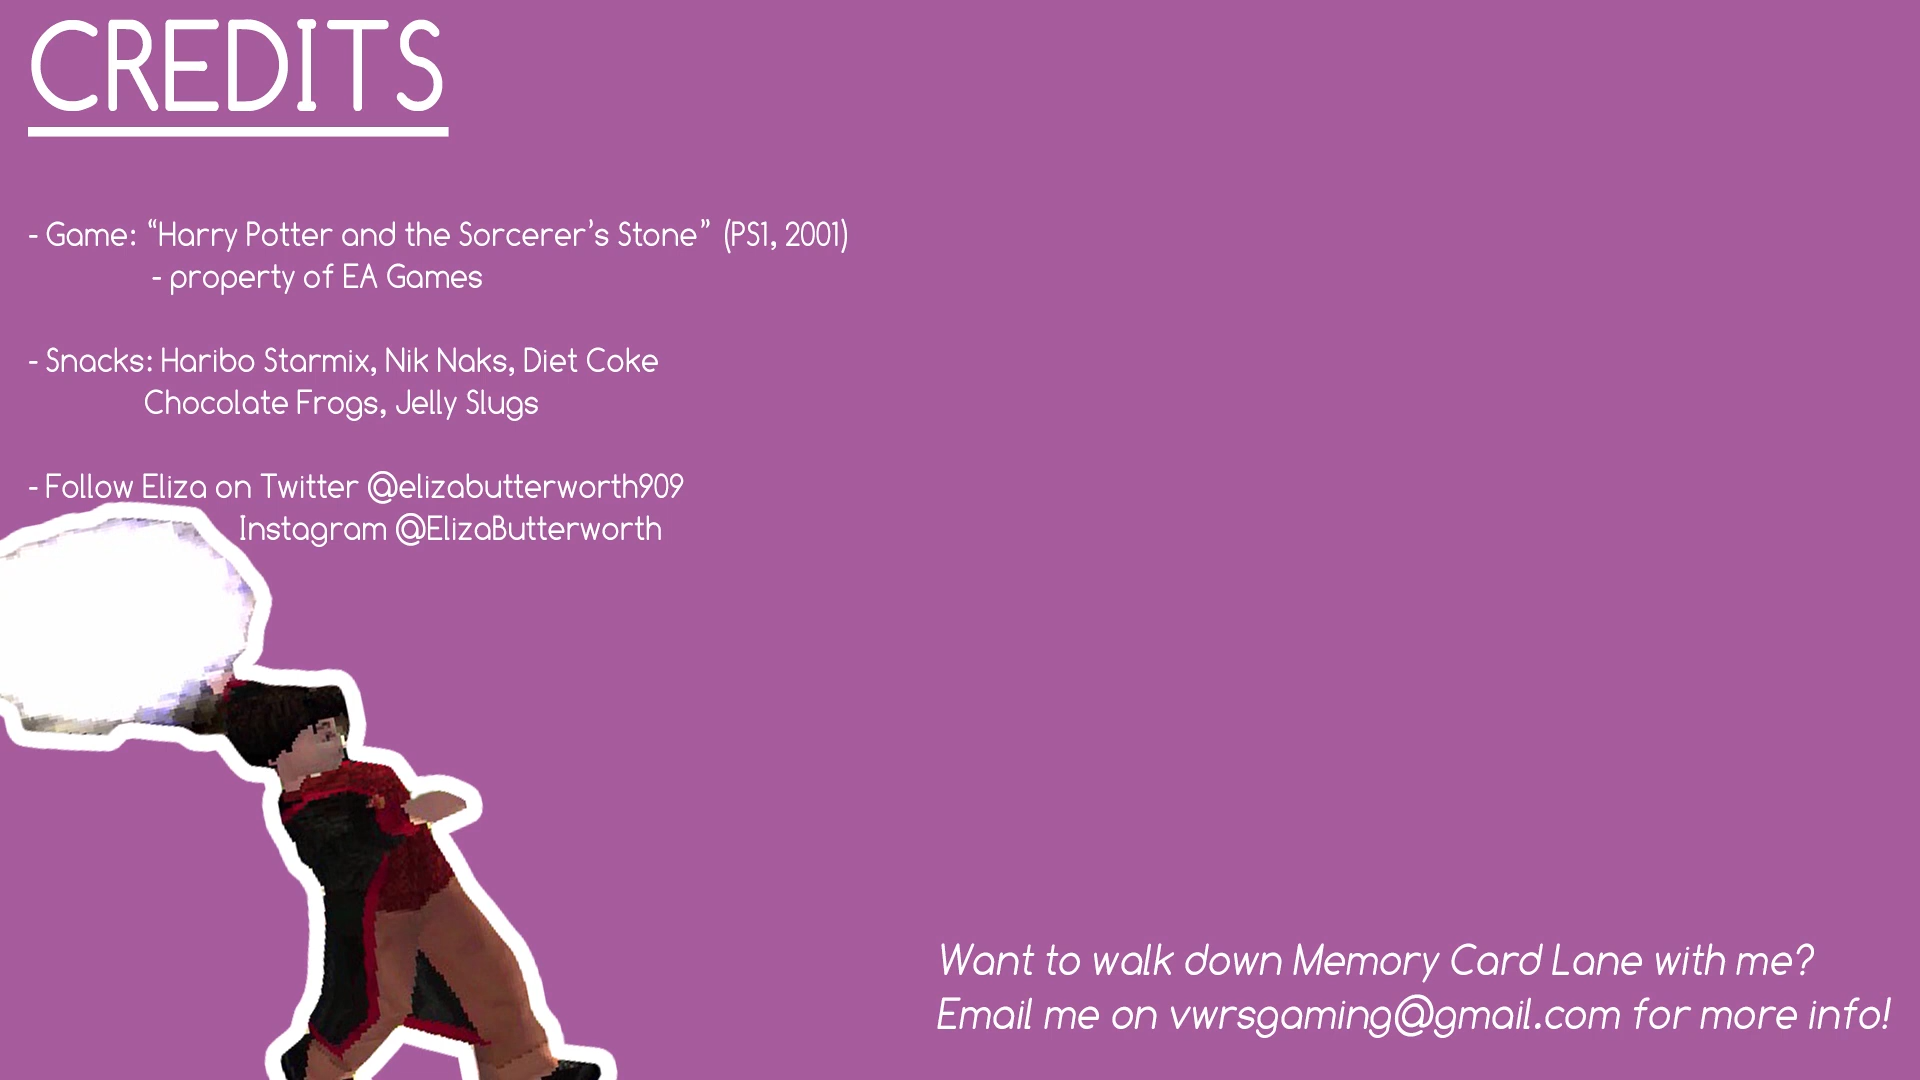 CREDITS
- Game: “Harry Potter and the Sorcerer’s Stone” (PS1, 2001)
- property of EA Games
- Snacks: Haribo Starmix, Nik Naks, Diet Coke
Chocolate Frogs, Jelly Slugs
- Follow Eliza on Twitter @elizabutterworth909
Instagram @ElizaButterworth
Want to walk down Memory Card Lane with me?
Email me on vwrsgaming@gmail.com for more info!